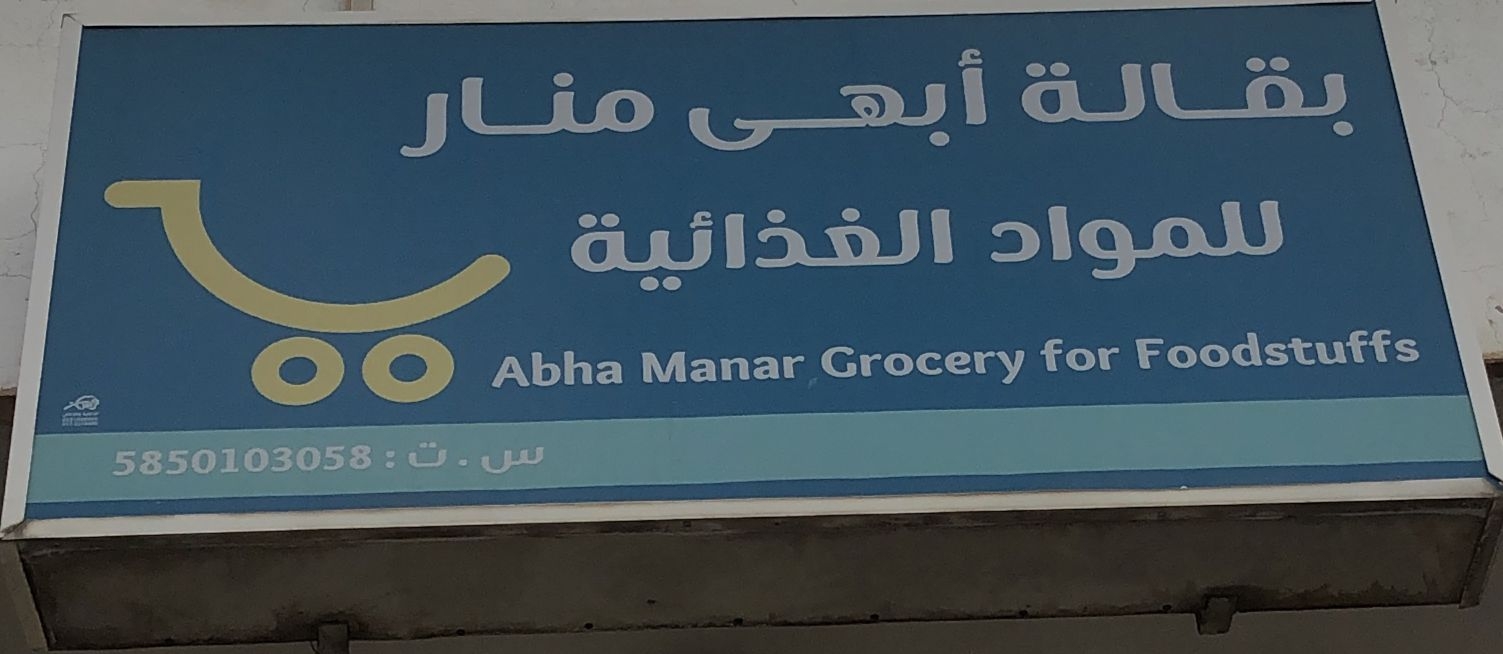 بقالة أبهى منار
للمواد الغذائية
Abha Manar Grocery for Foodstuffs
س . ت : 5850103058